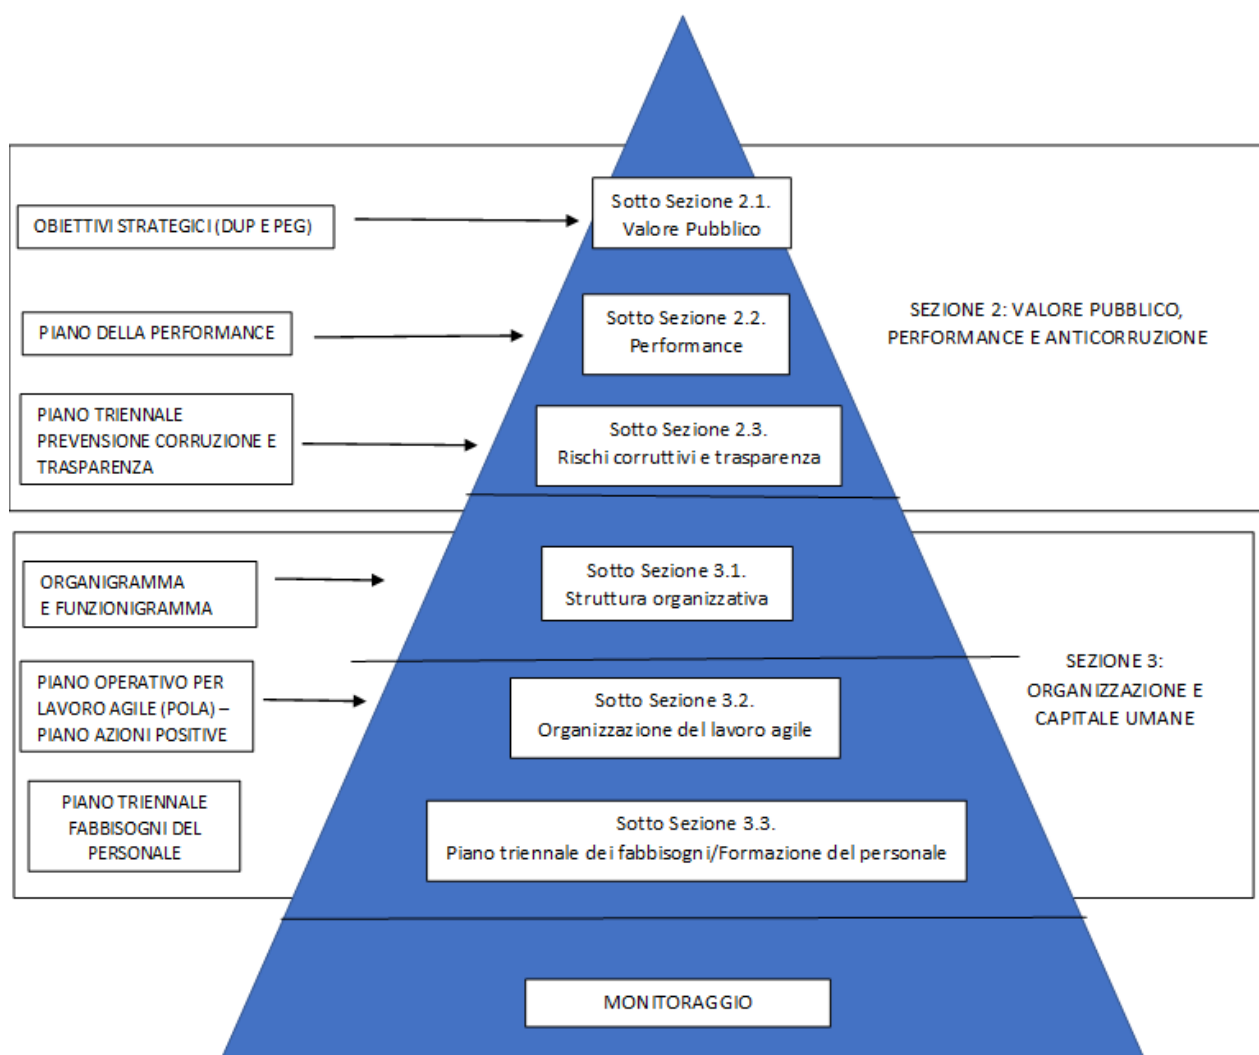 OBIETTIVI STRATEGICI (DUP E PEG)
Sotto Sezione 2.1.
Valore Pubblico
PIANO DELLA PERFORMANCE
Sotto Sezione 2.2.
Performance
SEZIONE 2: VALORE PUBBLICO,
PERFORMANCE E ANTICORRUZIONE
PIANO TRIENNALE
PREVENSIONE CORRUZIONE E
TRASPARENZA
Sotto Sezione 2.3.
Rischi corruttivi e trasparenza
ORGANIGRAMMA
E FUNZIONIGRAMMA
Sotto Sezione 3.1.
Struttura organizzativa
PIANO OPERATIVO PER
LAVORO AGILE (POLA) –
PIANO AZIONI POSITIVE
Sotto Sezione 3.2.
Organizzazione del lavoro agile
SEZIONE 3:
ORGANIZZAZIONE E
CAPITALE UMANE
PIANO TRIENNALE
FABBISOGNI DEL
PERSONALE
Sotto Sezione 3.3.
Piano triennale dei fabbisogni/Formazione del personale
MONITORAGGIO